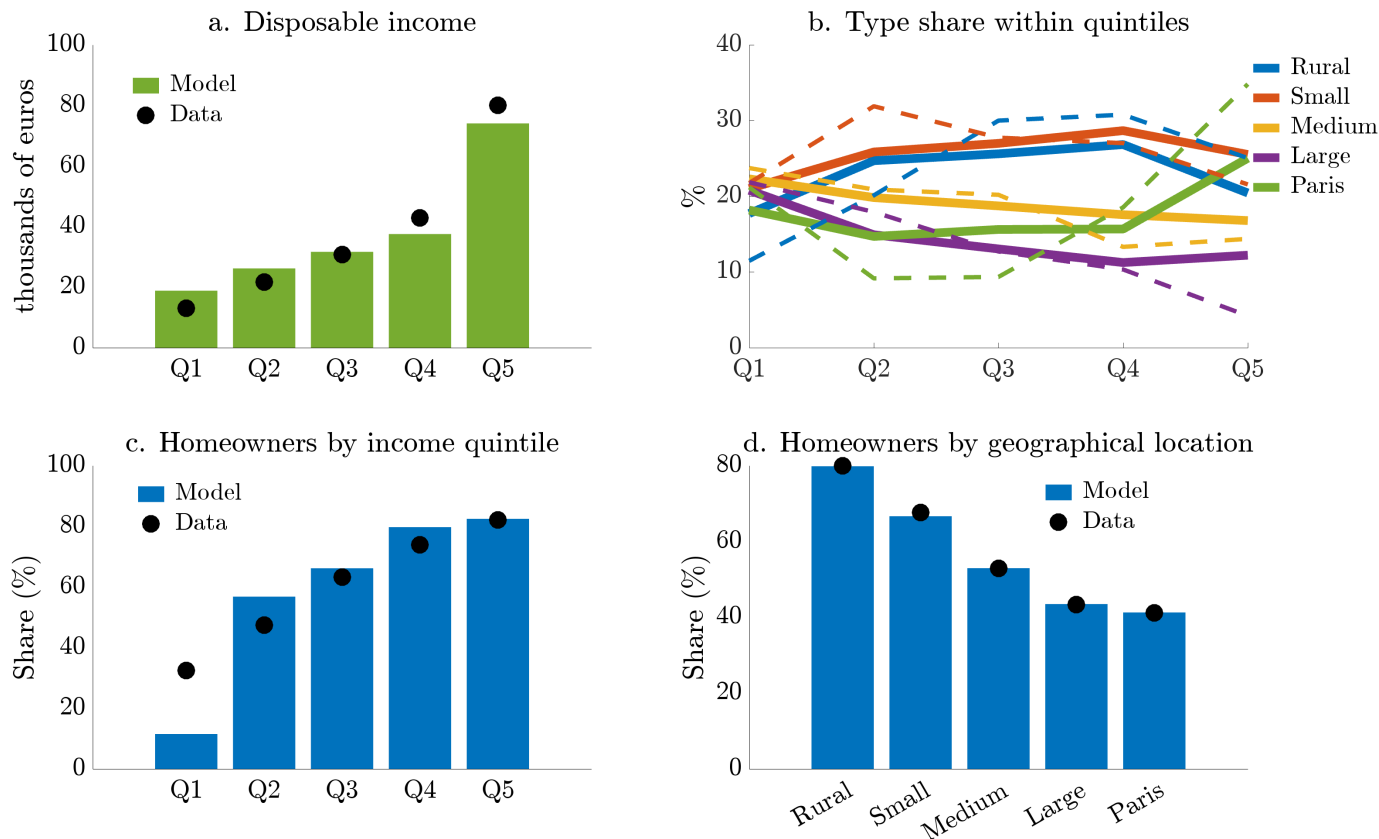 a. Disposable income
thousands of euros
100
80
60
40
20
0
Model
Data
Q1 Q2 Q3 Q4 Q5
b. Type share within quintiles
%
40
30
20
10
0
Q1 Q2 Q3 Q4 Q5
Rural
Small
Medium
Large
Paris
c. Homeowners by income quintile
Share (%)
100
80
60
40
20
0
Model
Data
Q1 Q2 Q3 Q4 Q5
d. Homeowners by geographical location
Share (%)
80
60
40
20
0
Model
Data
Rural Small Medium Large Paris